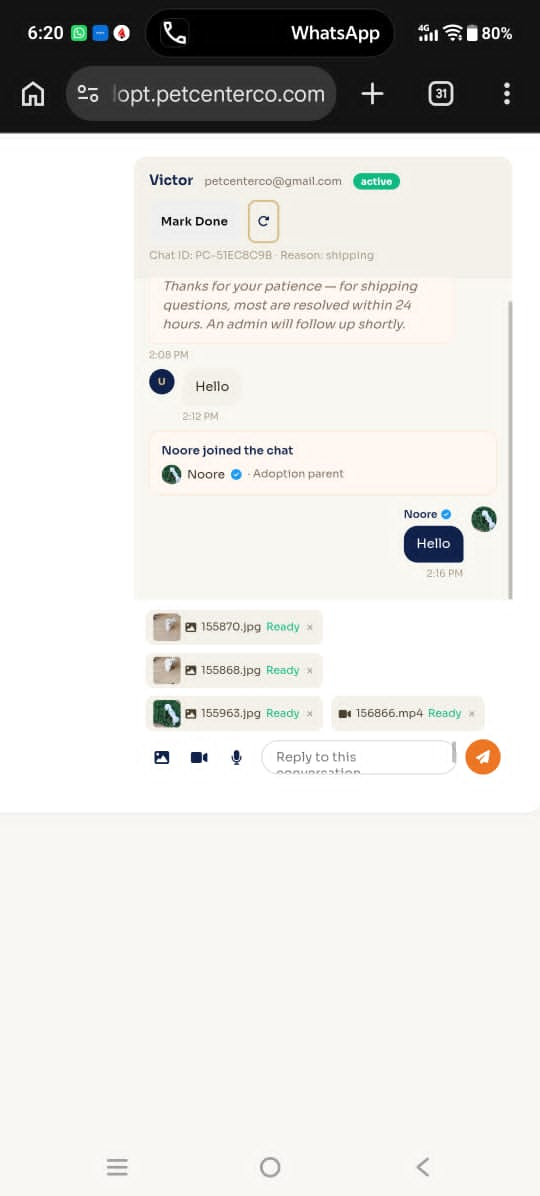 6:20 WhatsApp 4G 80%
opt.petcenterco.com 31
Victor petcenterco@gmail.com active
Mark Done
Chat ID: PC-51EC8C9B · Reason: shipping
Thanks for your patience — for shipping
questions, most are resolved within 24
hours. An admin will follow up shortly.
2:08 PM
U Hello
2:12 PM
Noore joined the chat
Noore · Adoption parent
Noore
Hello
2:16 PM
155870.jpg Ready ×
155868.jpg Ready ×
155963.jpg Ready × 156866.mp4 Ready ×
Reply to this
conversation